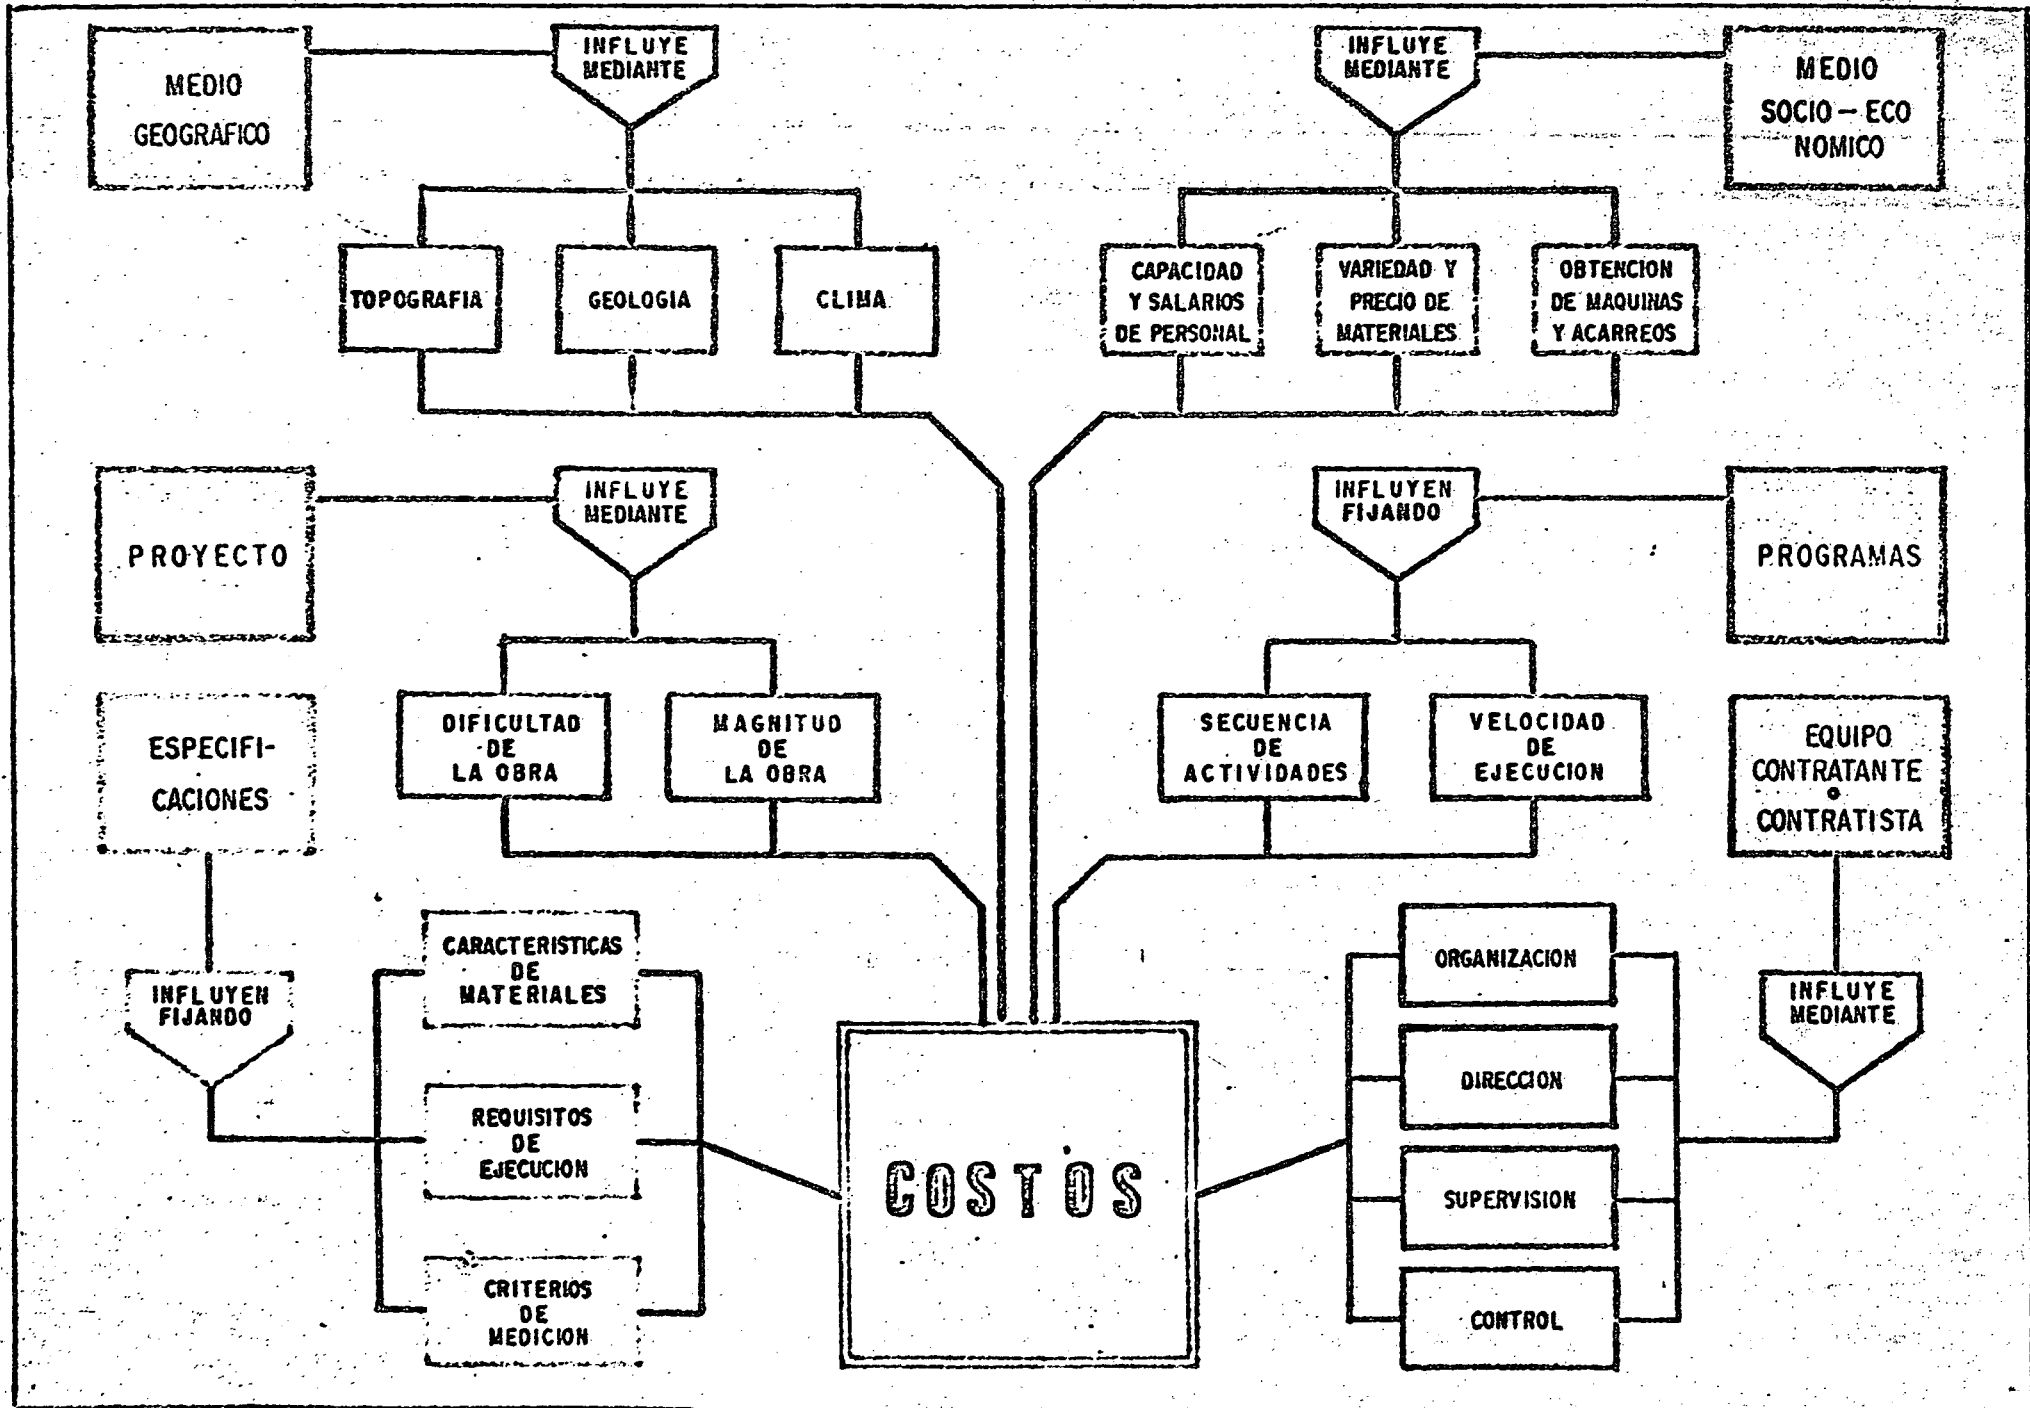 MEDIO
GEOGRAFICO
INFLUYE
MEDIANTE
INFLUYE
MEDIANTE
MEDIO
SOCIO - ECO
NOMICO
TOPOGRAFIA
GEOLOGIA
CLIMA
CAPACIDAD
Y SALARIOS
DE PERSONAL
VARIEDAD Y
PRECIO DE
MATERIALES
OBTENCION
DE MAQUINAS
Y ACARREOS
PROYECTO
INFLUYE
MEDIANTE
INFLUYEN
FIJANDO
PROGRAMAS
ESPECIFI-
CACIONES
DIFICULTAD
DE
LA OBRA
MAGNITUD
DE
LA OBRA
SECUENCIA
DE
ACTIVIDADES
VELOCIDAD
DE
EJECUCION
EQUIPO
CONTRATANTE
o
CONTRATISTA
INFLUYEN
FIJANDO
CARACTERISTICAS
DE
MATERIALES
REQUISITOS
DE
EJECUCION
CRITERIOS
DE
MEDICION
COSTOS
ORGANIZACION
DIRECCION
SUPERVISION
CONTROL
INFLUYE
MEDIANTE